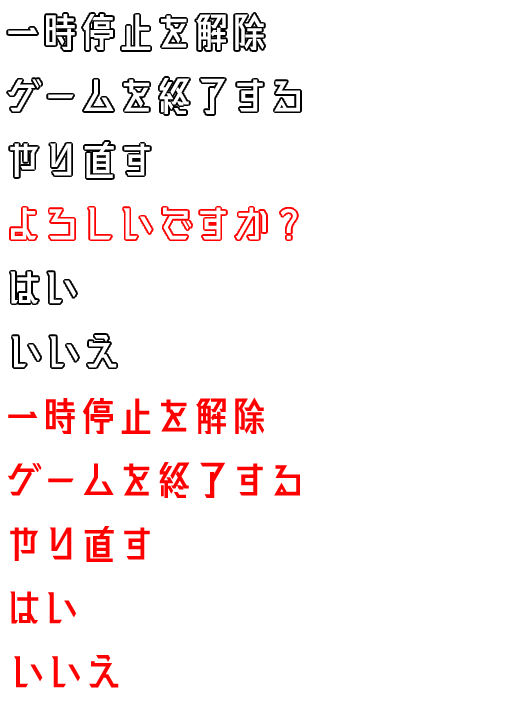 一時停止を解除
ゲームを終了する
やり直す
よろしいですか？
はい
いいえ
一時停止を解除
ゲームを終了する
やり直す
はい
いいえ